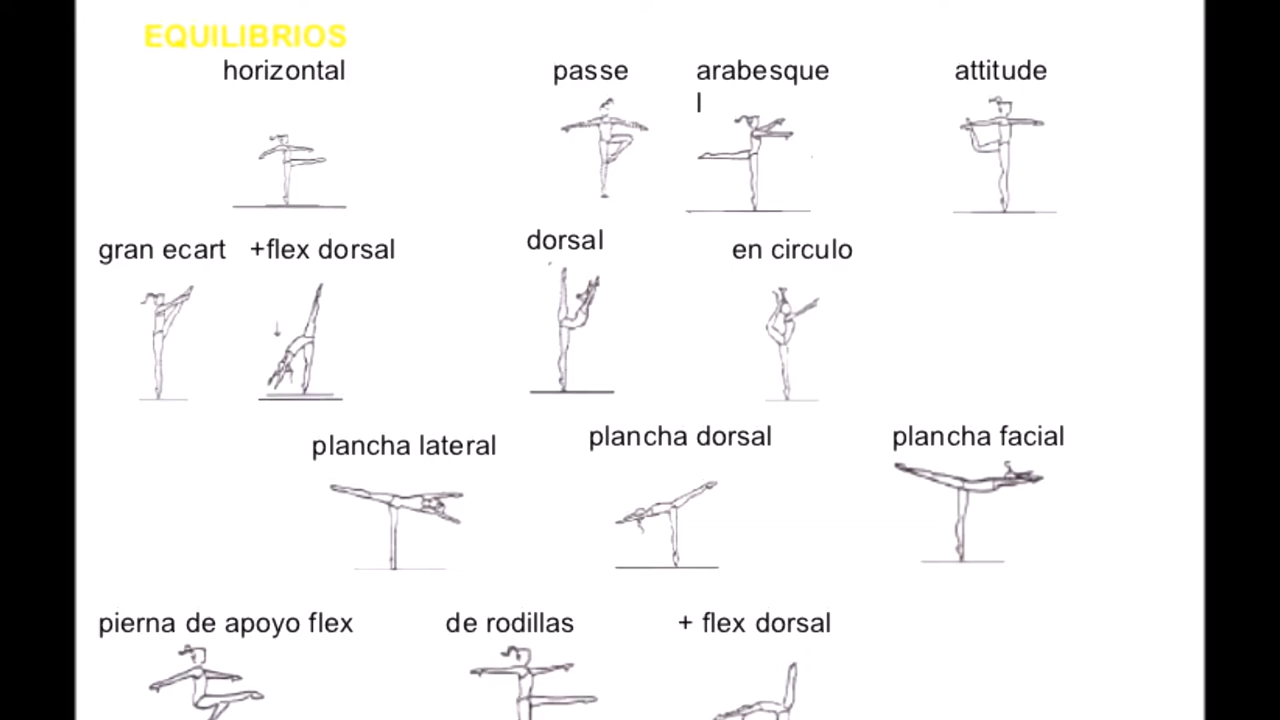 EQUILIBRIOS
horizontal
passe
arabesque
l
attitude
gran ecart
+flex dorsal
dorsal
en circulo
plancha lateral
plancha dorsal
plancha facial
pierna de apoyo flex
de rodillas
+ flex dorsal